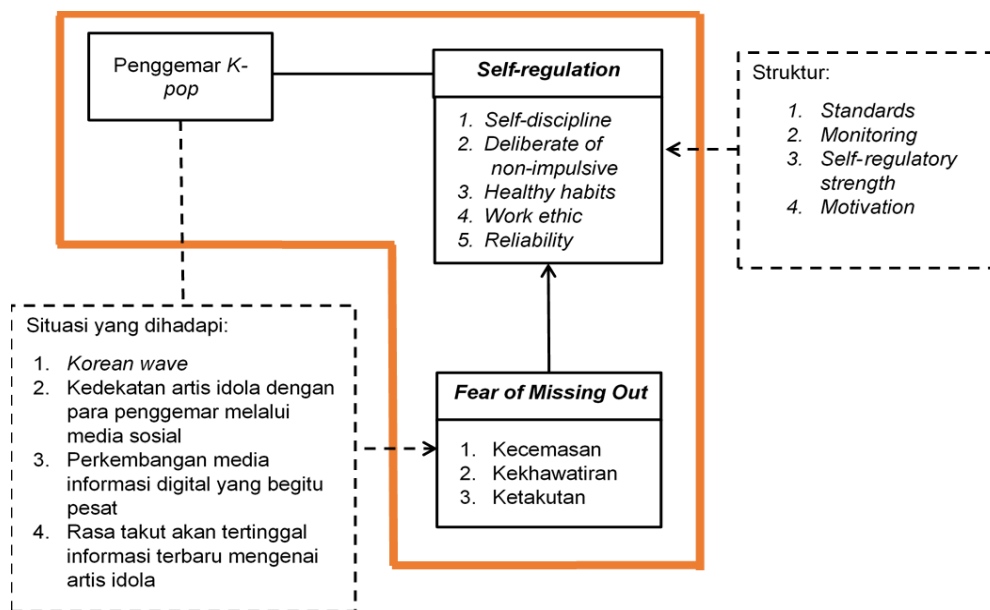 Penggemar K-
pop
Self-regulation
1. Self-discipline
2. Deliberate of
non-impulsive
3. Healthy habits
4. Work ethic
5. Reliability
Struktur:
1. Standards
2. Monitoring
3. Self-regulatory
strength
4. Motivation
Situasi yang dihadapi:
1. Korean wave
2. Kedekatan artis idola dengan
para penggemar melalui
media sosial
3. Perkembangan media
informasi digital yang begitu
pesat
4. Rasa takut akan tertinggal
informasi terbaru mengenai
artis idola
Fear of Missing Out
1. Kecemasan
2. Kekhawatiran
3. Ketakutan